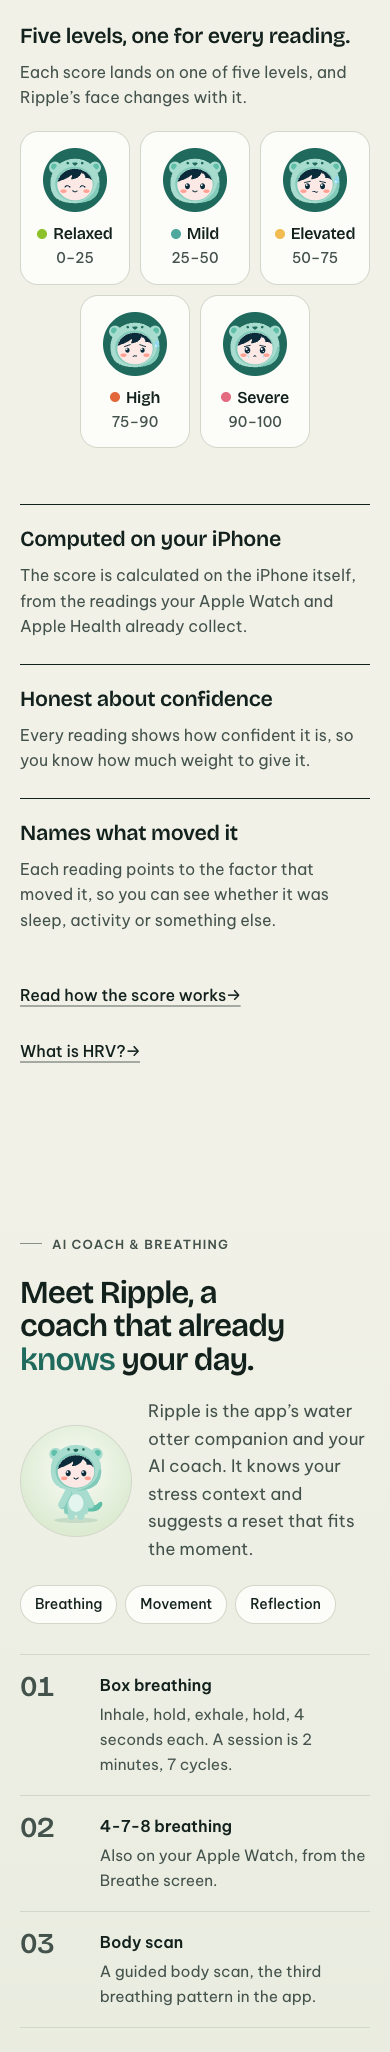 Five levels, one for every reading.
Each score lands on one of five levels, and
Ripple’s face changes with it.
Relaxed
0–25
Mild
25–50
Elevated
50–75
High
75–90
Severe
90–100
Computed on your iPhone
The score is calculated on the iPhone itself,
from the readings your Apple Watch and
Apple Health already collect.
Honest about confidence
Every reading shows how confident it is, so
you know how much weight to give it.
Names what moved it
Each reading points to the factor that
moved it, so you can see whether it was
sleep, activity or something else.
Read how the score works→
What is HRV?→
AI COACH & BREATHING
Meet Ripple, a
coach that already
knows your day.
Ripple is the app’s water
otter companion and your
AI coach. It knows your
stress context and
suggests a reset that fits
the moment.
Breathing
Movement
Reflection
01
Box breathing
Inhale, hold, exhale, hold, 4
seconds each. A session is 2
minutes, 7 cycles.
02
4-7-8 breathing
Also on your Apple Watch, from the
Breathe screen.
03
Body scan
A guided body scan, the third
breathing pattern in the app.